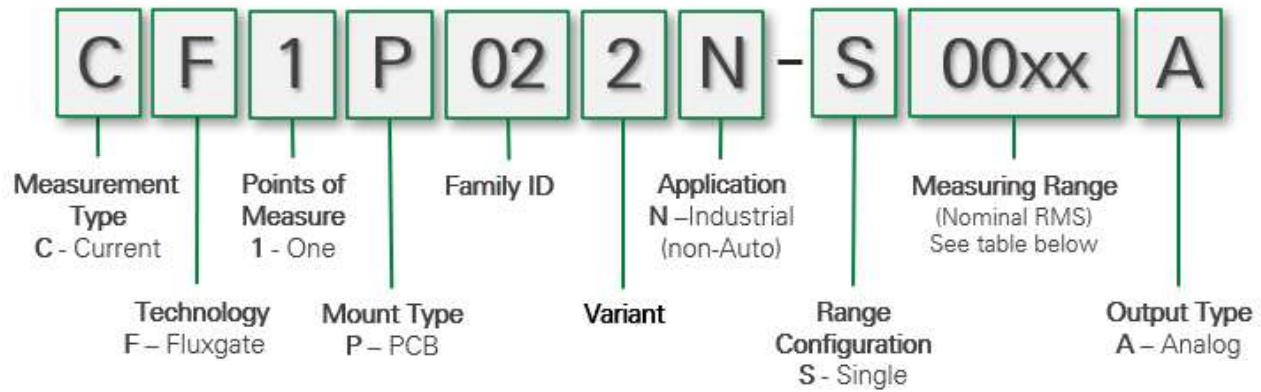 C F 1 P 02 2 N - S 00xx A
Measurement
Type
C - Current
Points of
Measure
1 - One
Family ID
Application
N –Industrial
(non-Auto)
Measuring Range
(Nominal RMS)
See table below
Technology
F – Fluxgate
Mount Type
P – PCB
Variant
Range
Configuration
S - Single
Output Type
A – Analog